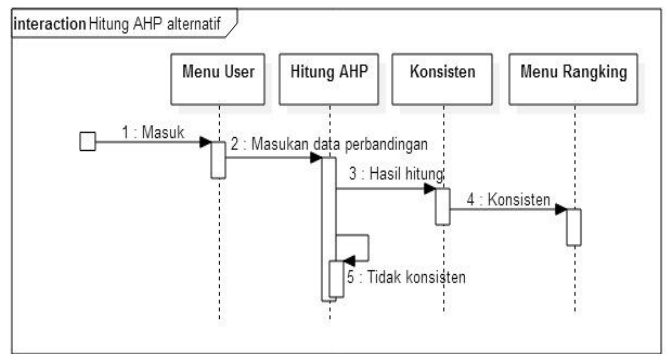 interaction Hitung AHP alternatif
Menu User
Hitung AHP
Konsisten
Menu Rangking
1 : Masuk
2 : Masukan data perbandingan
3 : Hasil hitung
4 : Konsisten
5 : Tidak konsisten